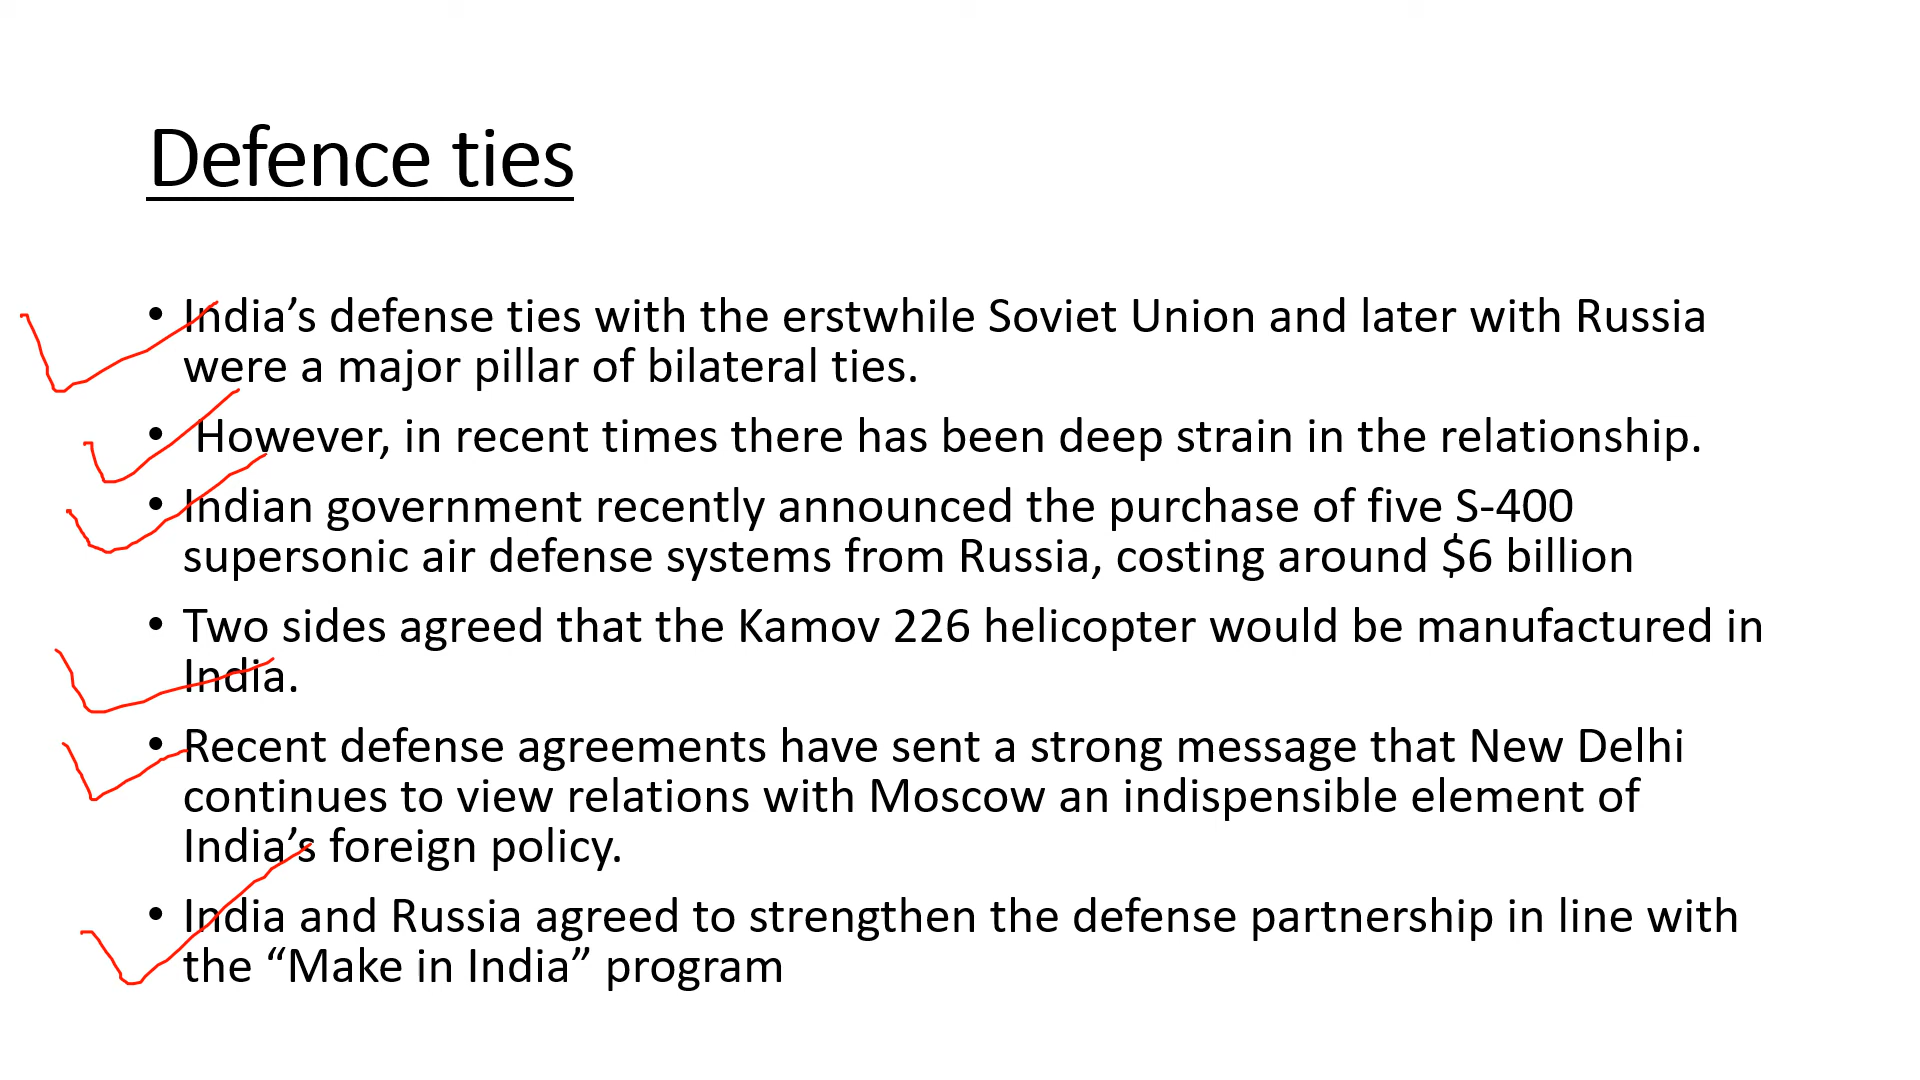 Defence ties
• India’s defense ties with the erstwhile Soviet Union and later with Russia
were a major pillar of bilateral ties.
• However, in recent times there has been deep strain in the relationship.
• Indian government recently announced the purchase of five S-400
supersonic air defense systems from Russia, costing around $6 billion
• Two sides agreed that the Kamov 226 helicopter would be manufactured in
India.
• Recent defense agreements have sent a strong message that New Delhi
continues to view relations with Moscow an indispensible element of
India’s foreign policy.
• India and Russia agreed to strengthen the defense partnership in line with
the “Make in India” program